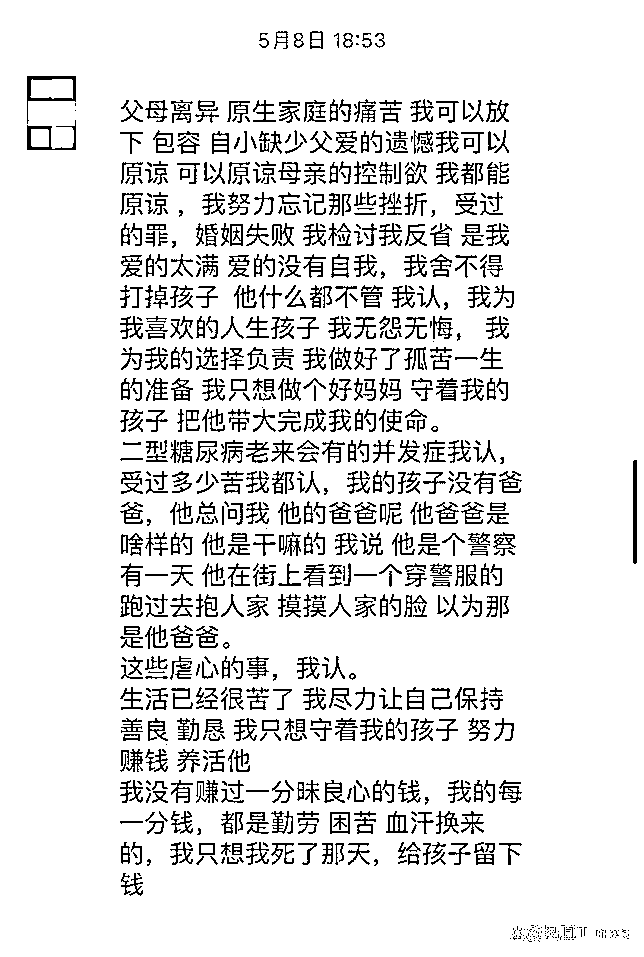 5月8日 18:53
父母离异 原生家庭的痛苦 我可以放
下 包容 自小缺少父爱的遗憾我可以
原谅 可以原谅母亲的控制欲 我都能
原谅 ，我努力忘记那些挫折，受过
的罪，婚姻失败 我检讨我反省 是我
爱的太满 爱的没有自我，我舍不得
打掉孩子  他什么都不管 我认，我为
我喜欢的人生孩子 我无怨无悔， 我
为我的选择负责 我做好了孤苦一生
的准备 我只想做个好妈妈 守着我的
孩子 把他带大完成我的使命。
二型糖尿病老来会有的并发症我认，
受过多少苦我都认，我的孩子没有爸
爸，他总问我 他的爸爸呢 他爸爸是
啥样的 他是干嘛的 我说 他是个警察
有一天 他在街上看到一个穿警服的
跑过去抱人家 摸摸人家的脸 以为那
是他爸爸。
这些虐心的事，我认。
生活已经很苦了 我尽力让自己保持
善良 勤恳 我只想守着我的孩子 努力
赚钱 养活他
我没有赚过一分昧良心的钱，我的每
一分钱，都是勤劳 困苦 血汗换来
的，我只想我死了那天，给孩子留下
钱